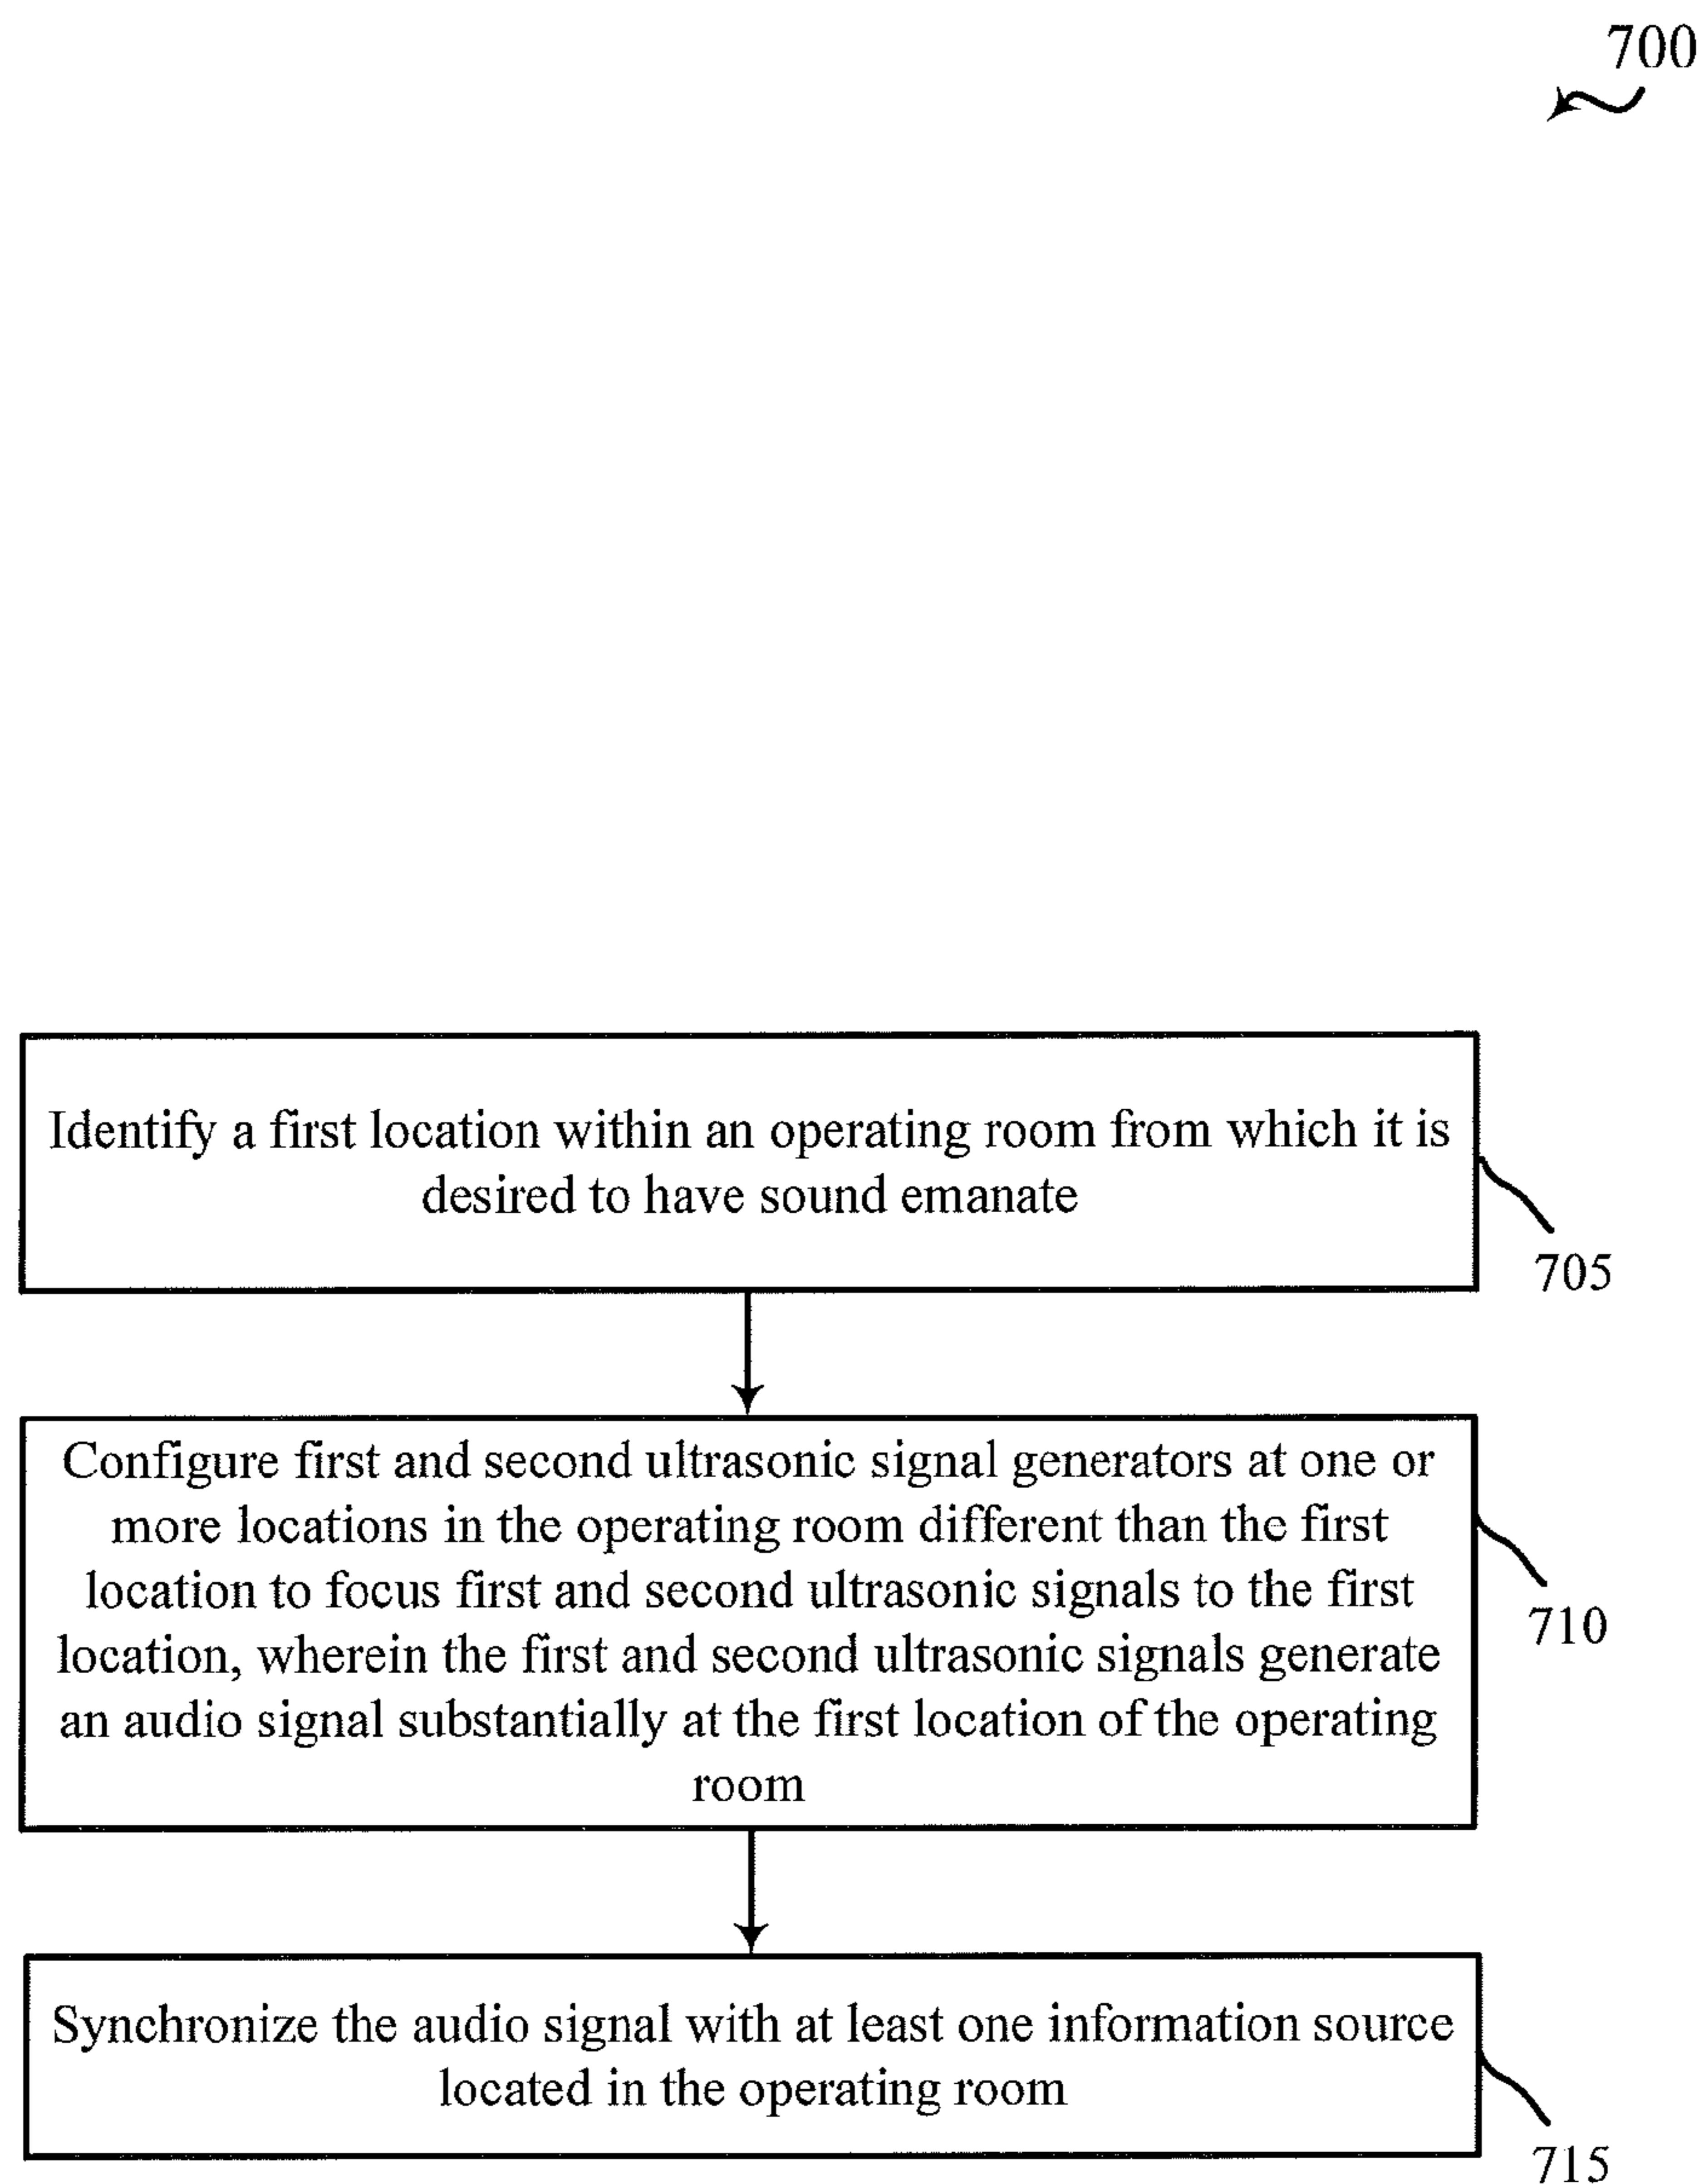 700
Identify a first location within an operating room from which it is
desired to have sound emanate
705
Configure first and second ultrasonic signal generators at one or
more locations in the operating room different than the first
location to focus first and second ultrasonic signals to the first
location, wherein the first and second ultrasonic signals generate
an audio signal substantially at the first location of the operating
room
710
Synchronize the audio signal with at least one information source
located in the operating room
715